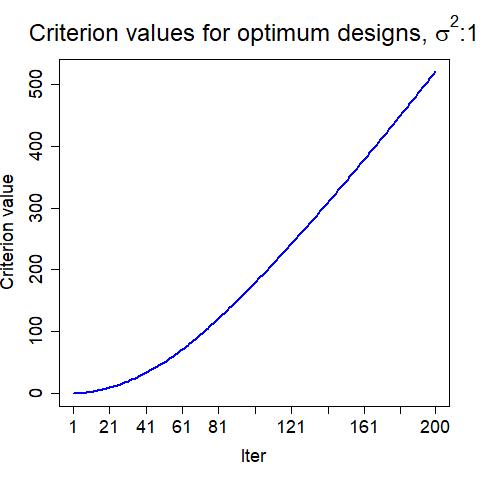 Criterion values for optimum designs, σ²:1
Criterion value
500
400
300
200
100
0
1 21 41 61 81 121 161 200
Iter